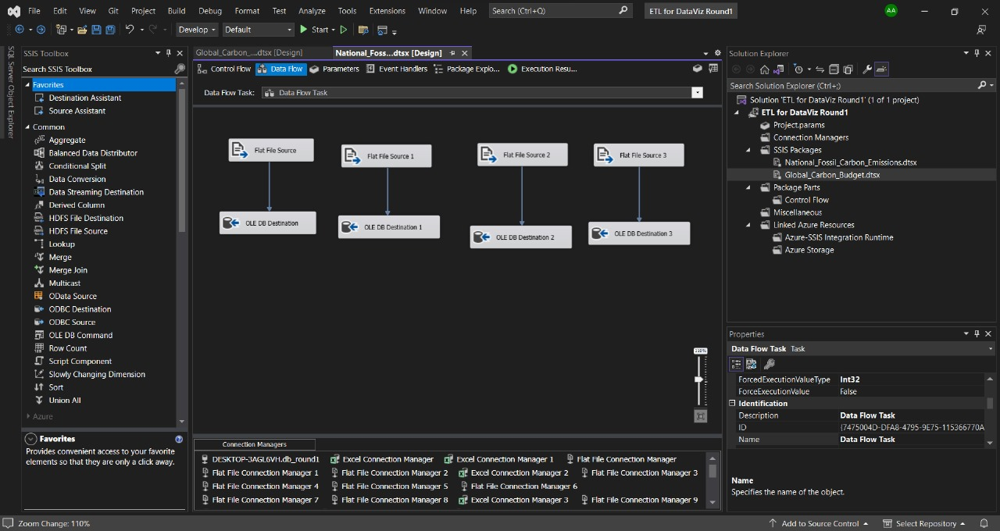 File Edit View Git Project Build Debug Format Test Analyze Tools Extensions Window Help Search (Ctrl+Q) ETL for DataViz Round1 AA
Develop Default Start
SQL Server Object Explorer
SSIS Toolbox
Search SSIS Toolbox
Favorites
Destination Assistant
Source Assistant
Common
Aggregate
Balanced Data Distributor
Conditional Split
Data Conversion
Data Streaming Destination
Derived Column
HDFS File Destination
HDFS File Source
Lookup
Merge
Merge Join
Multicast
OData Source
ODBC Destination
ODBC Source
OLE DB Command
Row Count
Script Component
Slowly Changing Dimension
Sort
Union All
Azure
Favorites
Provides convenient access to your favorite
elements so that they are only a click away.
Global_Carbon_....dtsx [Design] National_Foss...dtsx [Design]
Control Flow Data Flow Parameters Event Handlers Package Explo... Execution Resu...
Data Flow Task: Data Flow Task
Flat File Source Flat File Source 1 Flat File Source 2 Flat File Source 3
OLE DB Destination OLE DB Destination 1 OLE DB Destination 2 OLE DB Destination 3
110%
Connection Managers
DESKTOP-3AGL6VH.db_round1 Excel Connection Manager Excel Connection Manager 1 Flat File Connection Manager
Flat File Connection Manager 1 Flat File Connection Manager 2 Excel Connection Manager 2 Flat File Connection Manager 3
Flat File Connection Manager 4 Flat File Connection Manager 5 Flat File Connection Manager 6
Flat File Connection Manager 7 Flat File Connection Manager 8 Excel Connection Manager 3 Flat File Connection Manager 9
Solution Explorer
Search Solution Explorer (Ctrl+;)
Solution 'ETL for DataViz Round1' (1 of 1 project)
ETL for DataViz Round1
Project.params
Connection Managers
SSIS Packages
National_Fossil_Carbon_Emissions.dtsx
Global_Carbon_Budget.dtsx
Package Parts
Control Flow
Miscellaneous
Linked Azure Resources
Azure-SSIS Integration Runtime
Azure Storage
Properties
Data Flow Task Task
ForcedExecutionValueType Int32
ForceExecutionValue False
Identification
Description Data Flow Task
ID {7475004D-DFA8-4795-9E75-115366770A
Name Data Flow Task
Name
Specifies the name of the object.
Zoom Change: 110% Add to Source Control Select Repository